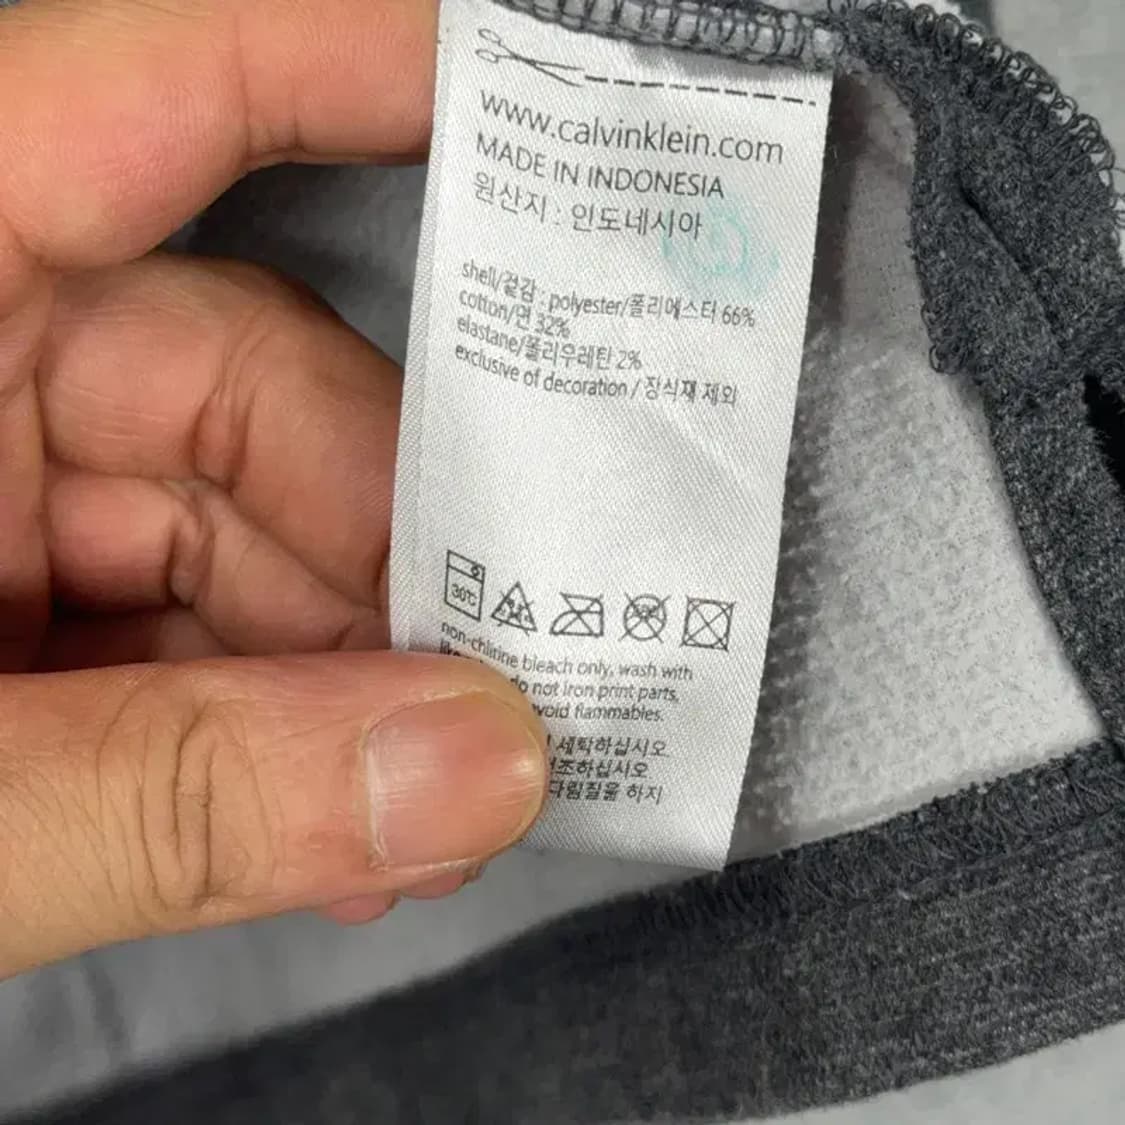 www.calvinklein.com
MADE IN INDONESIA
원산지 : 인도네시아
shell/겉감 : polyester/폴리에스터 66%
cotton/면 32%
elastane/폴리우레탄 2%
exclusive of decoration / 장식재 제외
30℃
non-chlrine bleach only, wash with
do not iron print parts,
avoid flammables.
세탁하십시오
건조하십시오
다림질을 하지